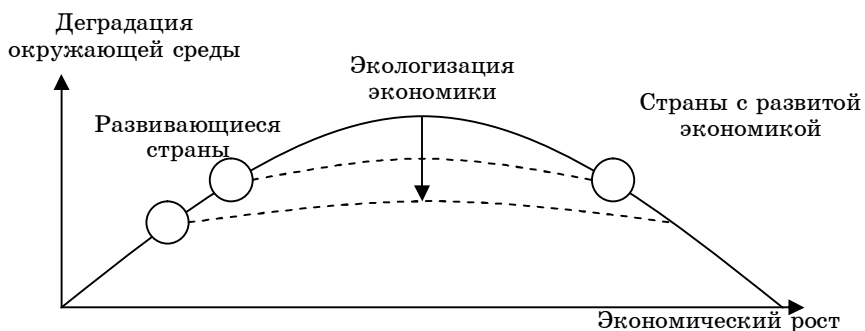 Деградация
окружающей среды
Экологизация
экономики
Страны с развитой
экономикой
Развивающиеся
страны
Экономический рост